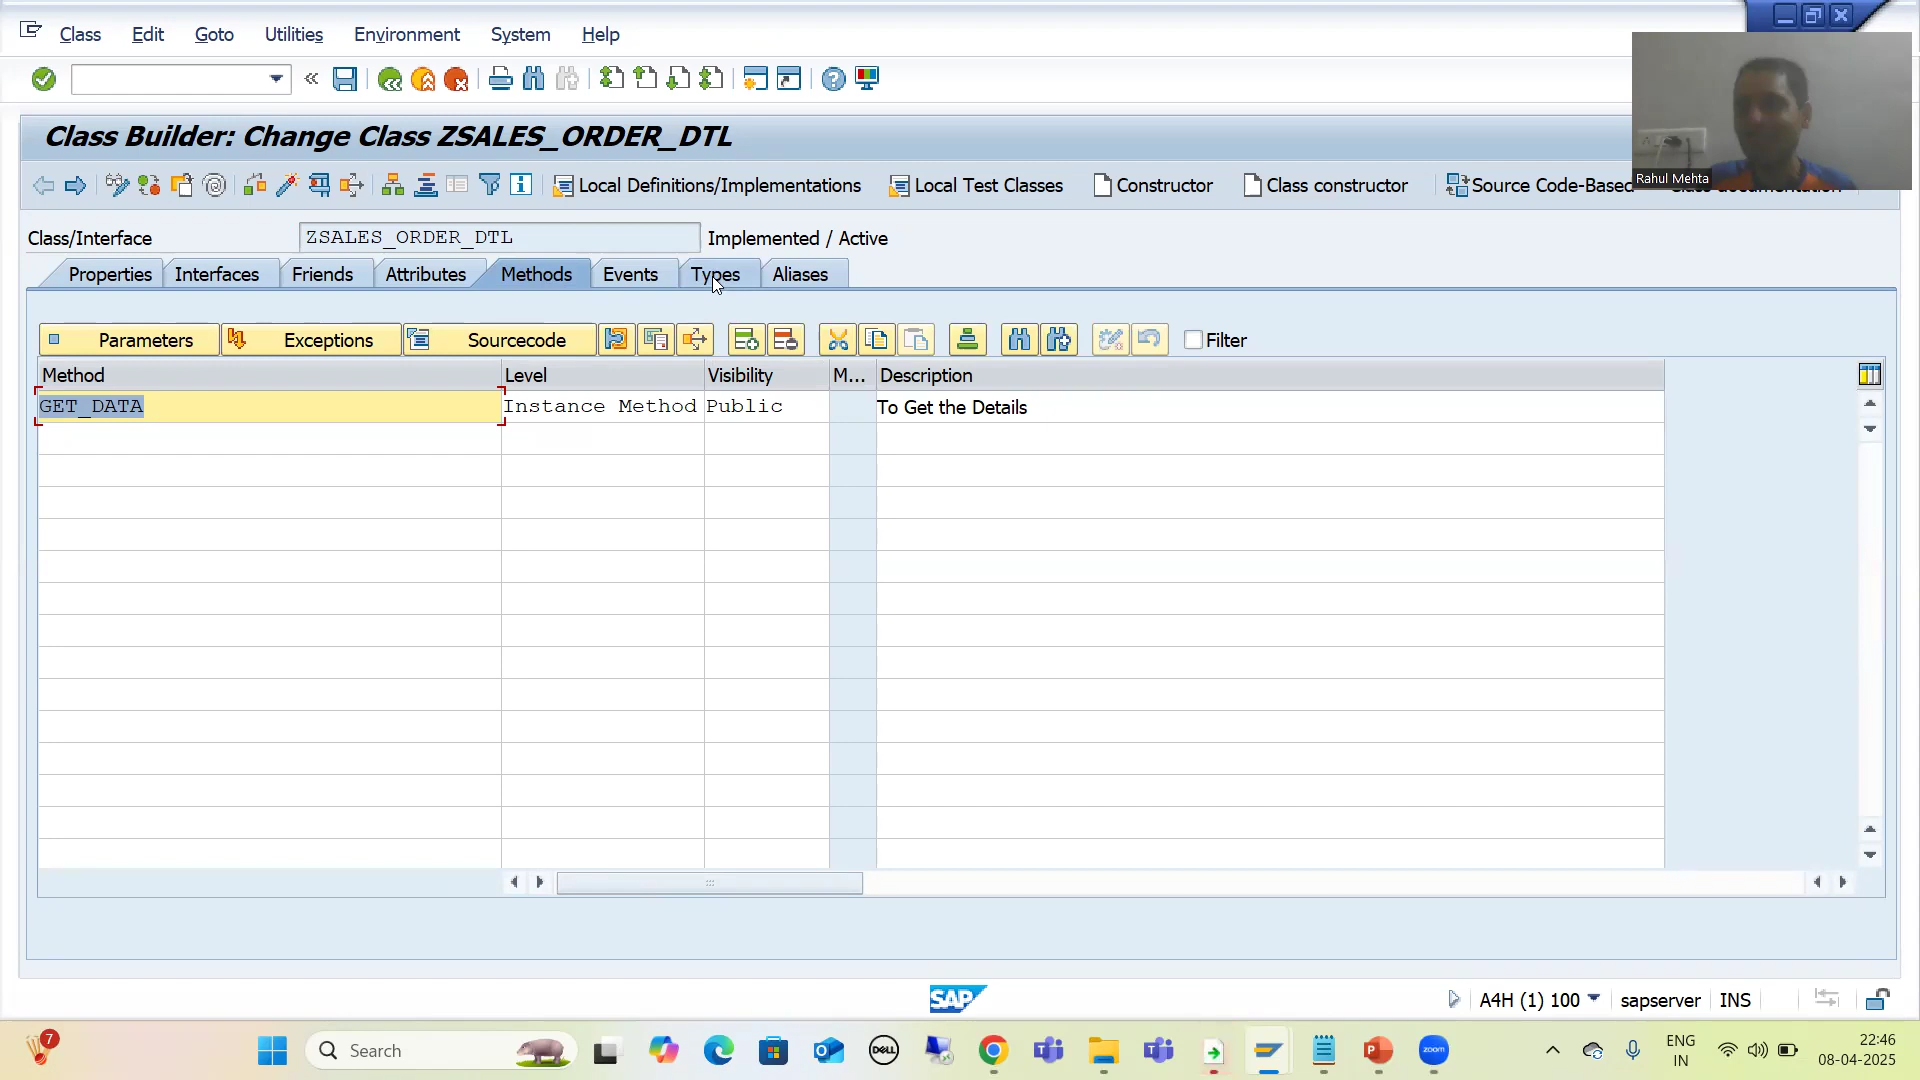 Class Edit Goto Utilities Environment System Help
Rahul Mehta
Class Builder: Change Class ZSALES_ORDER_DTL
Local Definitions/Implementations Local Test Classes Constructor Class constructor Source Code-Based
Class/Interface ZSALES_ORDER_DTL Implemented / Active
Properties Interfaces Friends Attributes Methods Events Types Aliases
Parameters Exceptions Sourcecode Filter
Method Level Visibility M... Description
GET_DATA Instance Method Public To Get the Details
SAP A4H (1) 100 sapserver INS
7 Search DELL zoom ENG IN 22:46 08-04-2025